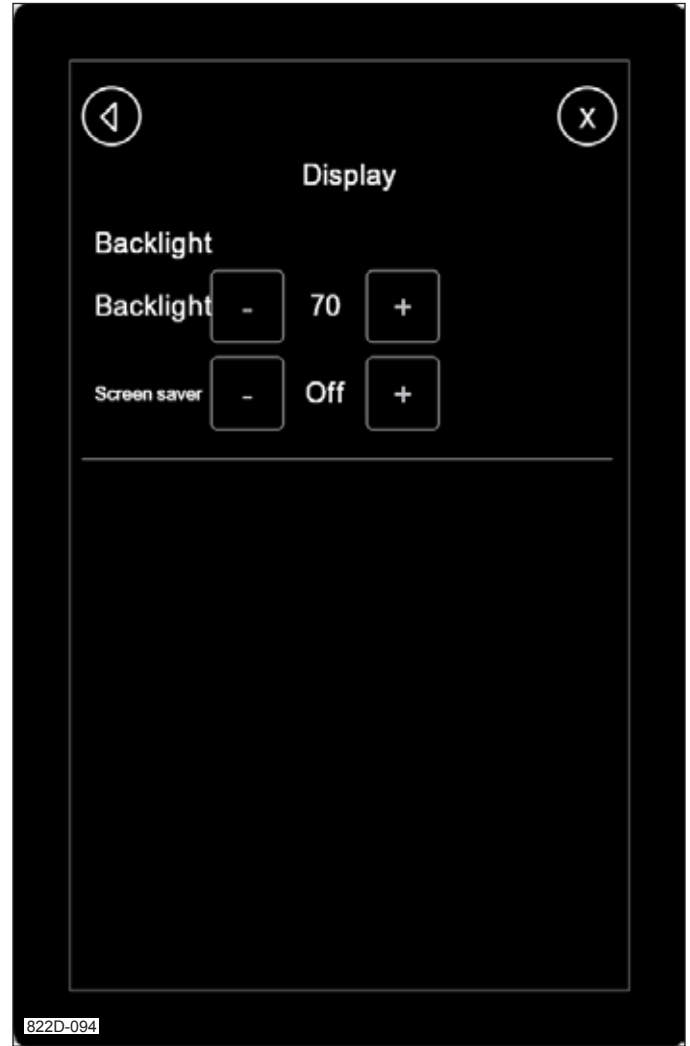 X
Display
Backlight
Backlight - 70 +
Screen saver - Off +
822D-094